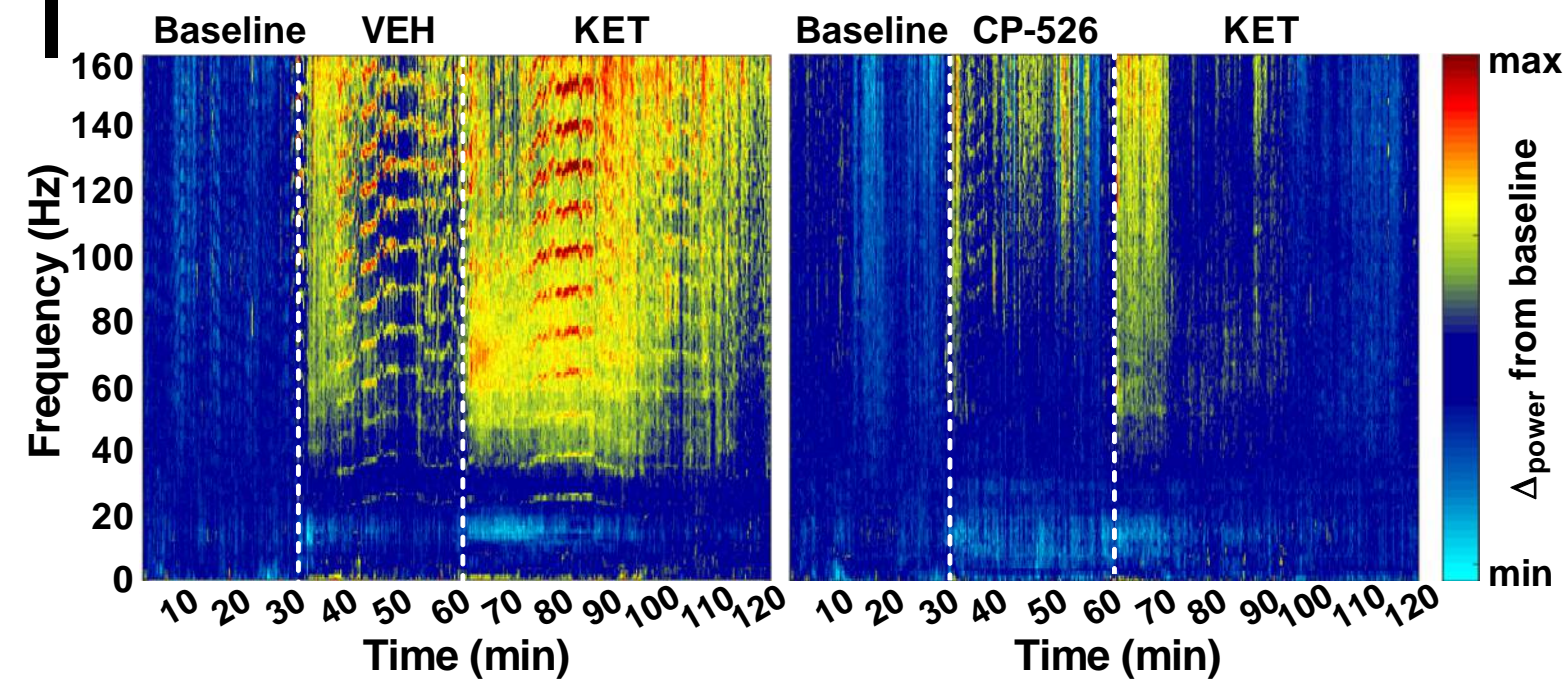 I
Baseline VEH KET
Baseline CP-526 KET
Frequency (Hz)
160
140
120
100
80
60
40
20
0
10 20 30 40 50 60 70 80 90 100 110 120
Time (min)
10 20 30 40 50 60 70 80 90 100 110 120
Time (min)
max
Δpower from baseline
min